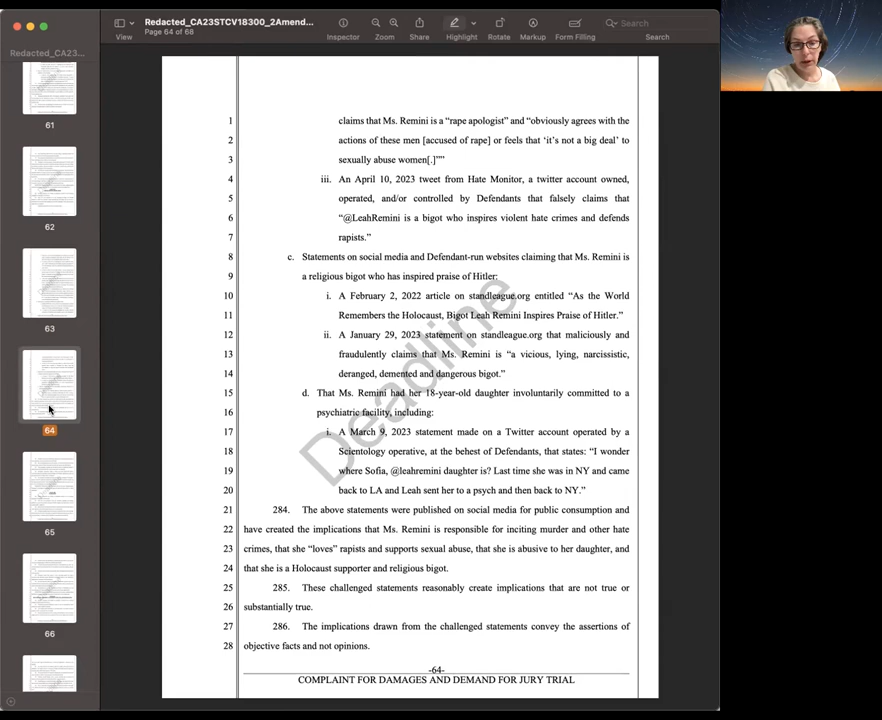 Redacted_CA23STCV18300_2Amend...
Page 64 of 68
View
Inspector
Zoom
Share
Highlight
Rotate
Markup
Form Filling
Search
Search
Redacted_CA23...
61
62
63
64
65
66
1 claims that Ms. Remini is a “rape apologist” and “obviously agrees with the
2 actions of these men [accused of rape] or feels that ‘it’s not a big deal’ to
3 sexually abuse women[.]”"
4 iii. An April 10, 2023 tweet from Hate Monitor, a twitter account owned,
5 operated, and/or controlled by Defendants that falsely claims that
6 “@LeahRemini is a bigot who inspires violent hate crimes and defends
7 rapists.”
8 c. Statements on social media and Defendant-run websites claiming that Ms. Remini is
9 a religious bigot who has inspired praise of Hitler:
10 i. A February 2, 2022 article on standleague.org entitled “As the World
11 Remembers the Holocaust, Bigot Leah Remini Inspires Praise of Hitler.”
12 ii. A January 29, 2023 statement on standleague.org that maliciously and
13 fraudulently claims that Ms. Remini is “a vicious, lying, narcissistic,
14 deranged, demented and dangerous bigot.”
15 d. That Ms. Remini had her 18-year-old daughter involuntarily committed to a
16 psychiatric facility, including:
17 i. A March 9, 2023 statement made on a Twitter account operated by a
18 Scientology operative, at the behest of Defendants, that states: “I wonder
19 where Sofia, @leahremini daughter is? Last time she was in NY and came
20 back to LA and Leah sent her to a psych and then back to NY.”
21 284. The above statements were published on social media for public consumption and
22 have created the implications that Ms. Remini is responsible for inciting murder and other hate
23 crimes, that she “loves” rapists and supports sexual abuse, that she is abusive to her daughter, and
24 that she is a Holocaust supporter and religious bigot.
25 285. These challenged statements reasonably create implications that are not true or
26 substantially true.
27 286. The implications drawn from the challenged statements convey the assertions of
28 objective facts and not opinions.
Deadline
-64-
COMPLAINT FOR DAMAGES AND DEMAND FOR JURY TRIAL